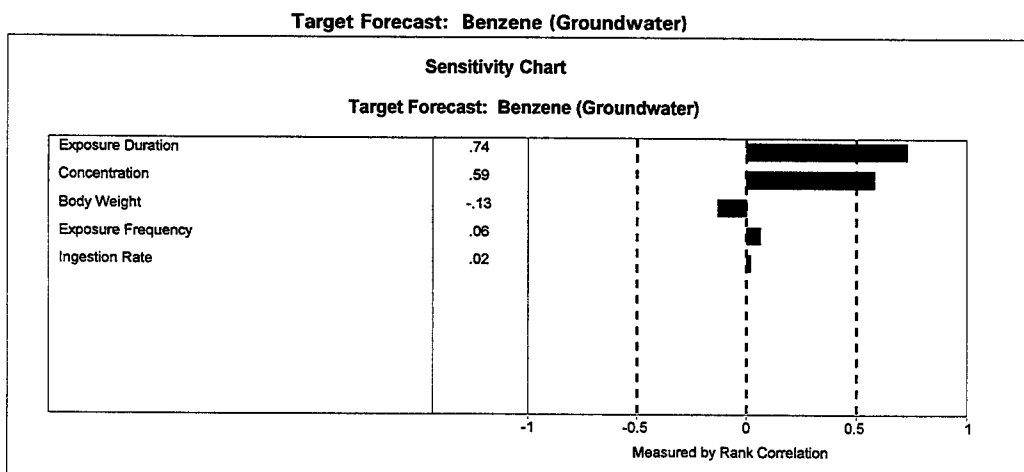 Target Forecast: Benzene (Groundwater)
Sensitivity Chart
Target Forecast: Benzene (Groundwater)
Exposure Duration .74
Concentration .59
Body Weight -.13
Exposure Frequency .06
Ingestion Rate .02
-1 -0.5 0 0.5 1
Measured by Rank Correlation